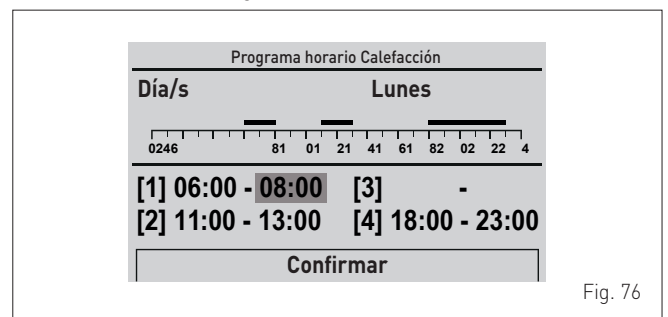 Programa horario Calefacción
Día/s Lunes
0246 81 01 21 41 61 82 02 22 4
[1] 06:00 - 08:00 [3] -
[2] 11:00 - 13:00 [4] 18:00 - 23:00
Confirmar
Fig. 76